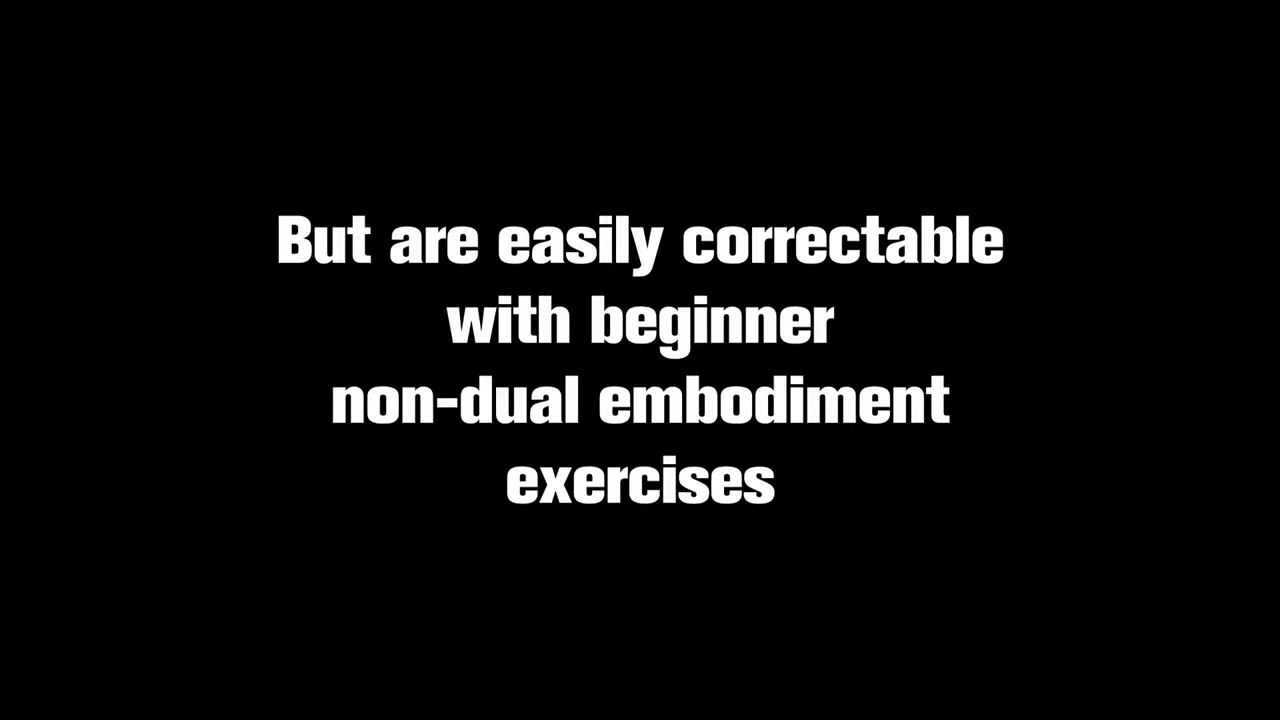 But are easily correctable
with beginner
non-dual embodiment
exercises